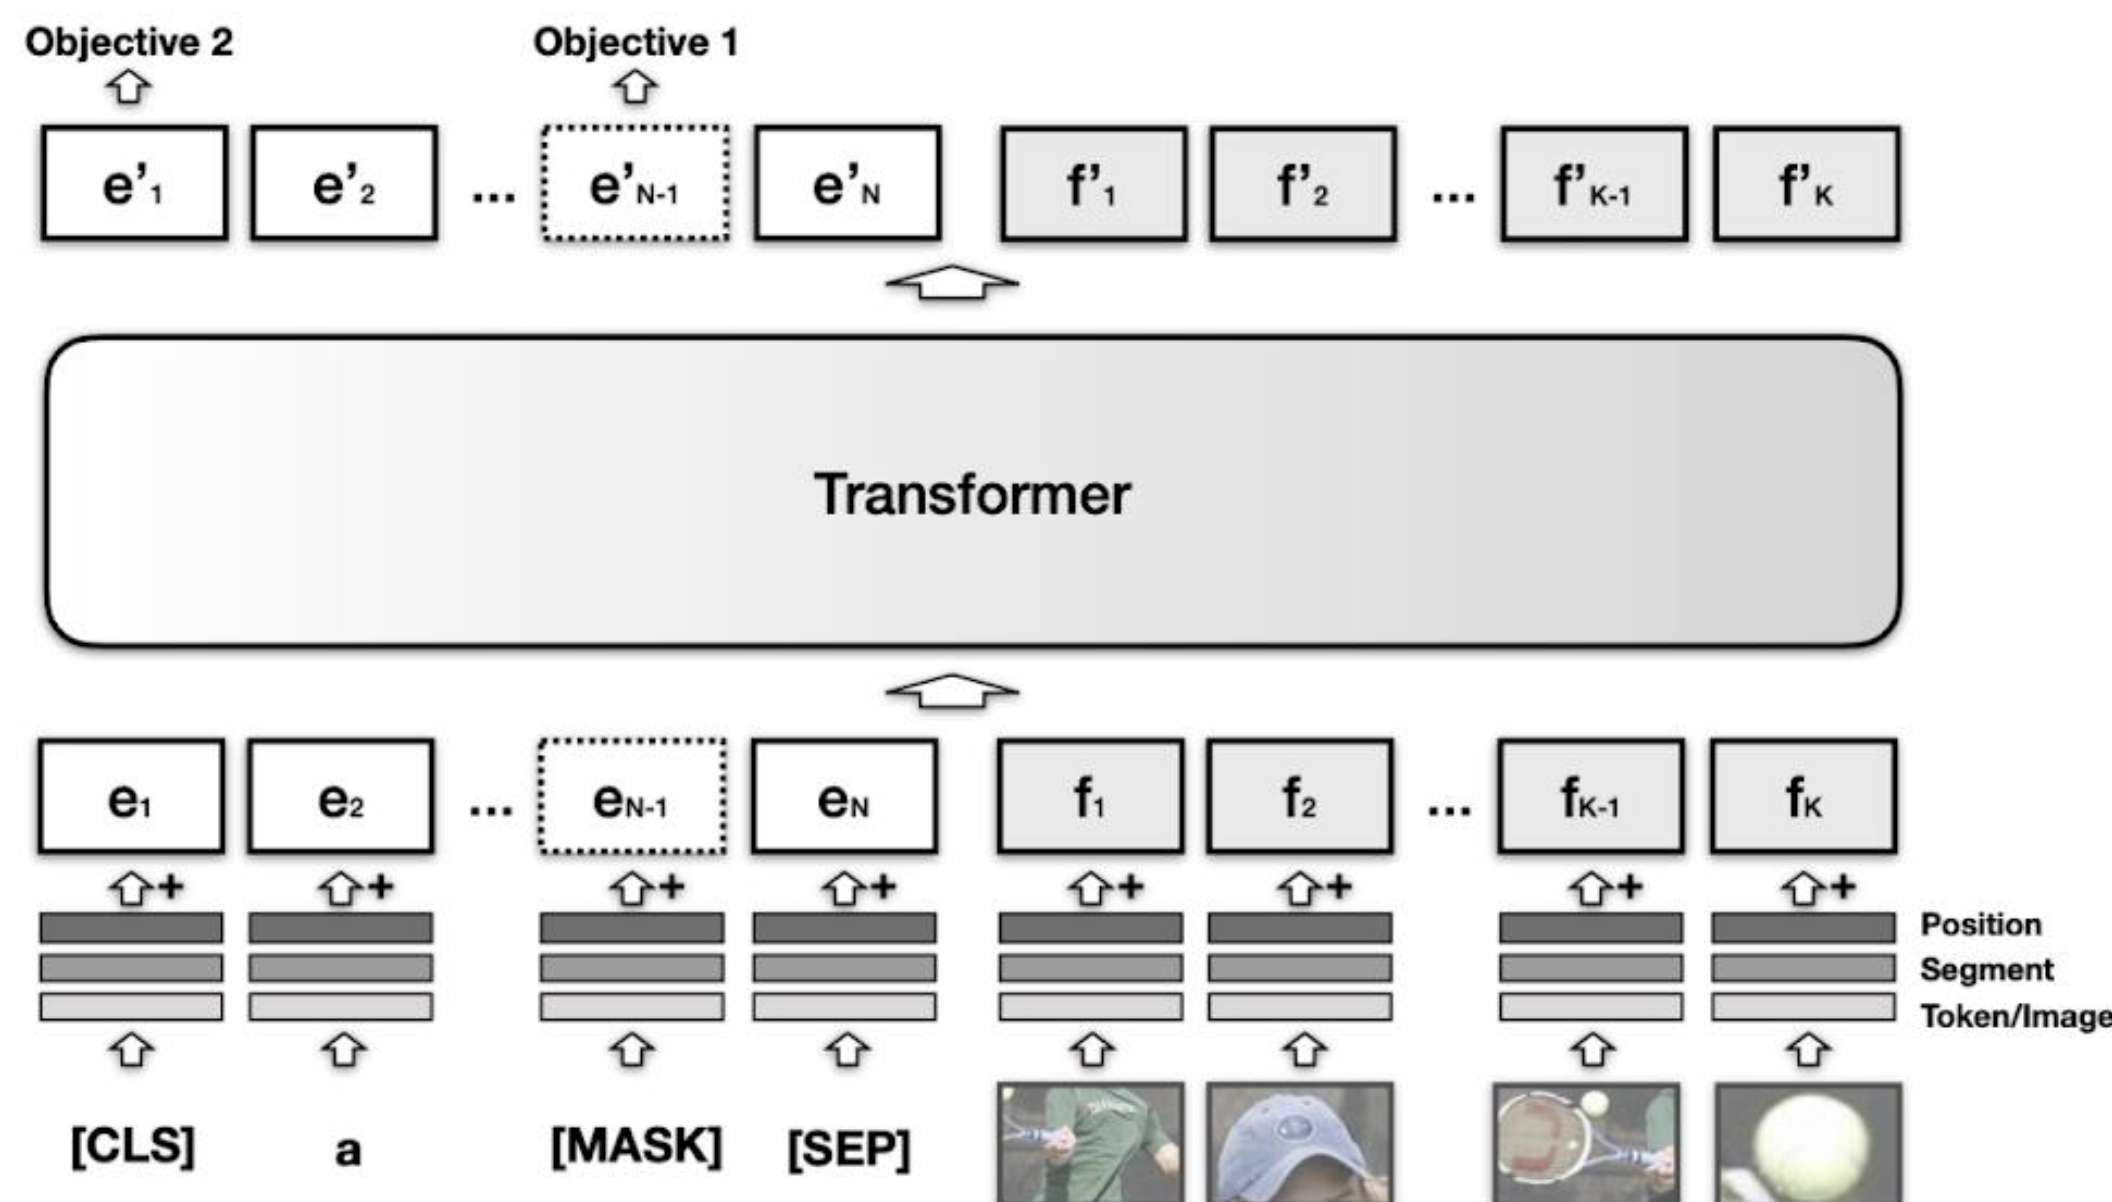 Objective 2 Objective 1
e'1 e'2 ... e'N-1 e'N f'1 f'2 ... f'K-1 f'K
Transformer
e1 e2 ... eN-1 eN f1 f2 ... fK-1 fK
+ + + + + + + +
Position
Segment
Token/Image
[CLS] a [MASK] [SEP]